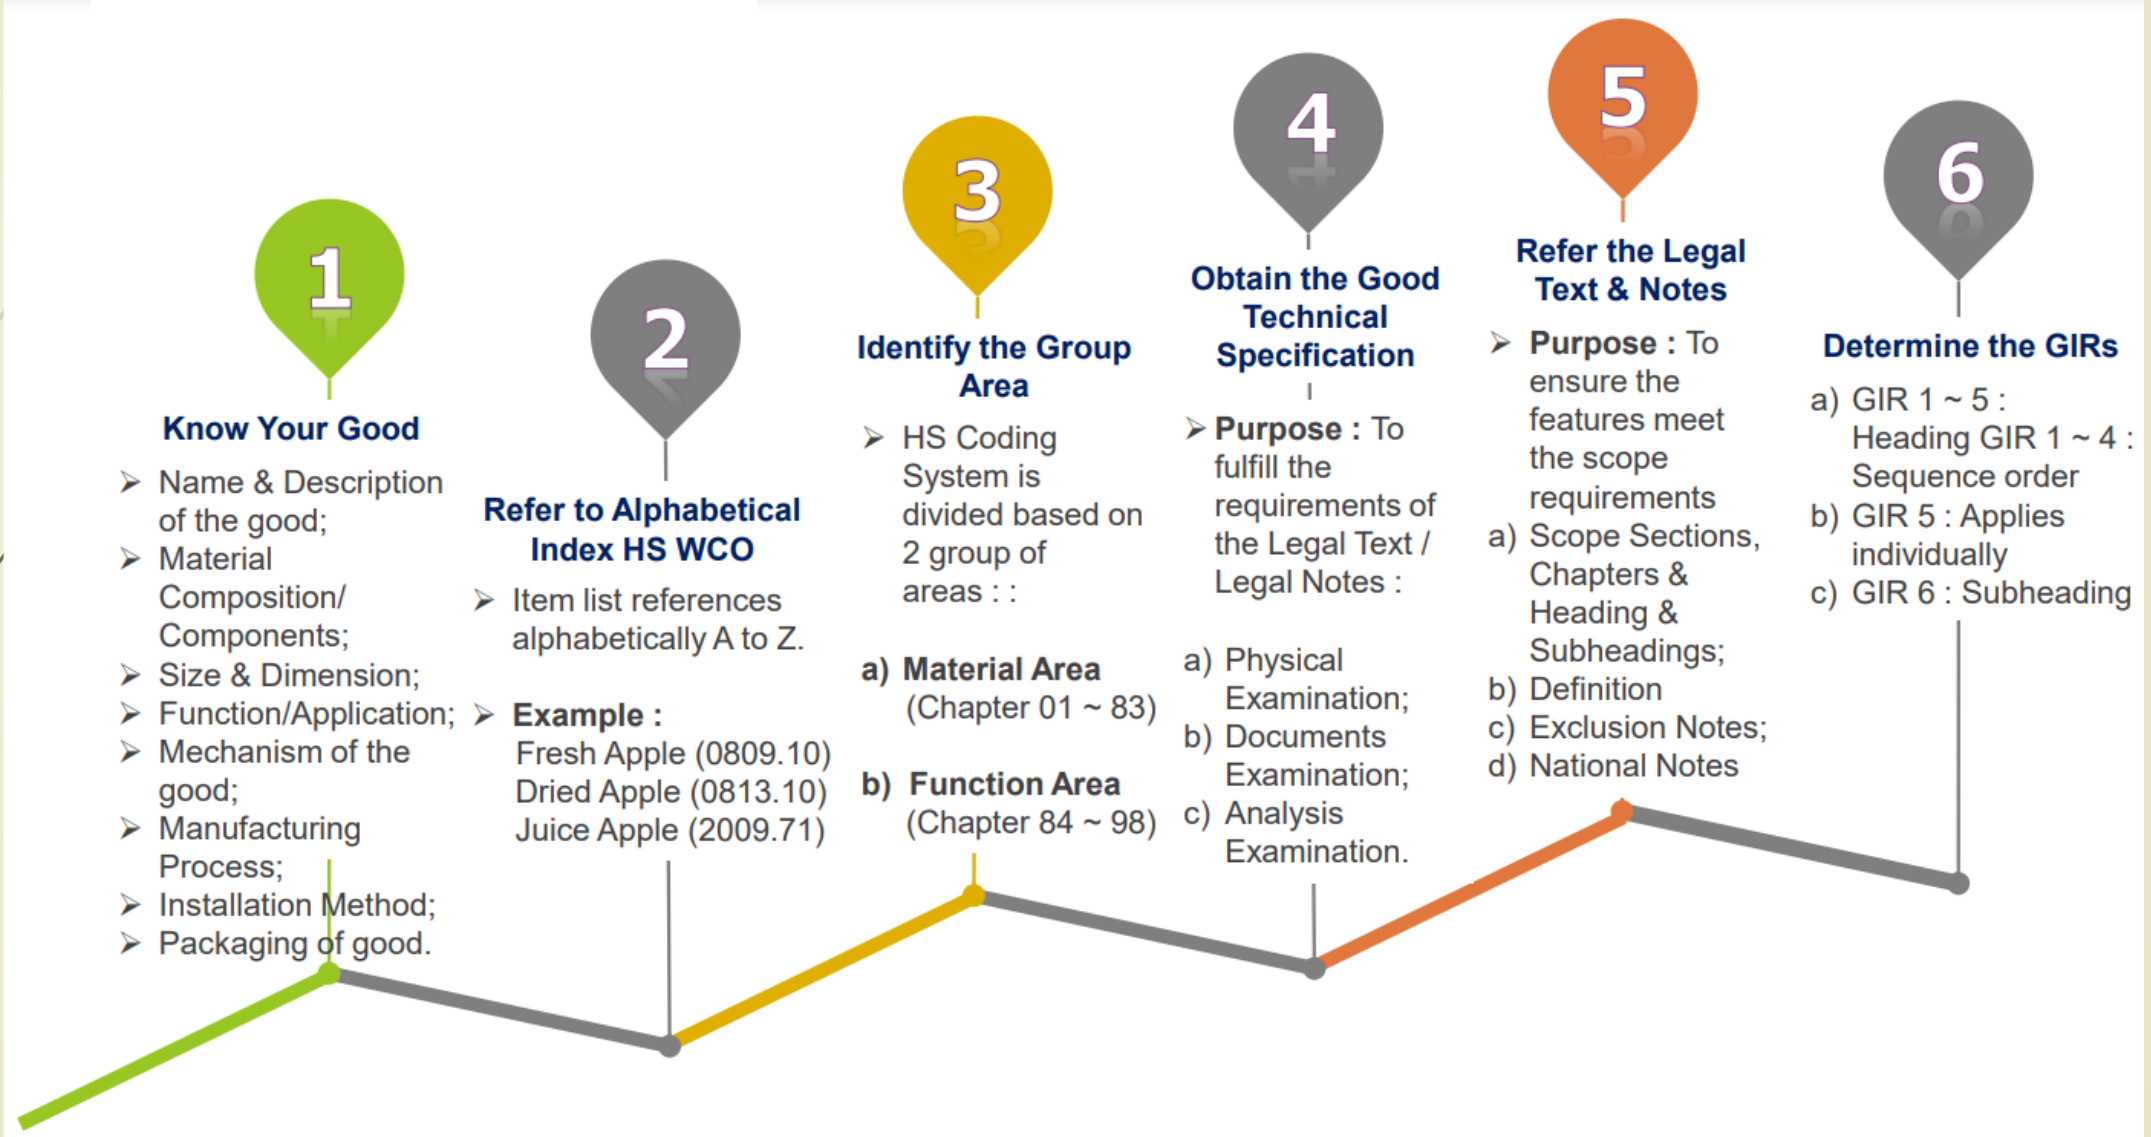 1
Know Your Good
➢ Name & Description
of the good;
➢ Material
Composition/
Components;
➢ Size & Dimension;
➢ Function/Application;
➢ Mechanism of the
good;
➢ Manufacturing
Process;
➢ Installation Method;
➢ Packaging of good.
2
Refer to Alphabetical
Index HS WCO
➢ Item list references
alphabetically A to Z.
➢ Example :
Fresh Apple (0809.10)
Dried Apple (0813.10)
Juice Apple (2009.71)
3
Identify the Group
Area
➢ HS Coding
System is
divided based on
2 group of
areas : :
a) Material Area
(Chapter 01 ~ 83)
b) Function Area
(Chapter 84 ~ 98)
4
Obtain the Good
Technical
Specification
➢ Purpose : To
fulfill the
requirements of
the Legal Text /
Legal Notes :
a) Physical
Examination;
b) Documents
Examination;
c) Analysis
Examination.
5
Refer the Legal
Text & Notes
➢ Purpose : To
ensure the
features meet
the scope
requirements
a) Scope Sections,
Chapters &
Heading &
Subheadings;
b) Definition
c) Exclusion Notes;
d) National Notes
6
Determine the GIRs
a) GIR 1 ~ 5 :
Heading GIR 1 ~ 4 :
Sequence order
b) GIR 5 : Applies
individually
c) GIR 6 : Subheading